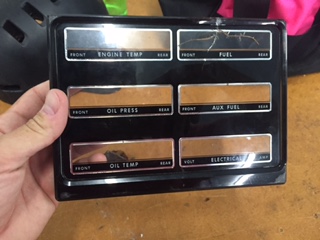 FRONT ENGINE TEMP REAR
FRONT FUEL REAR
FRONT OIL PRESS REAR
FRONT AUX FUEL REAR
FRONT OIL TEMP REAR
VOLT ELECTRICAL AMP